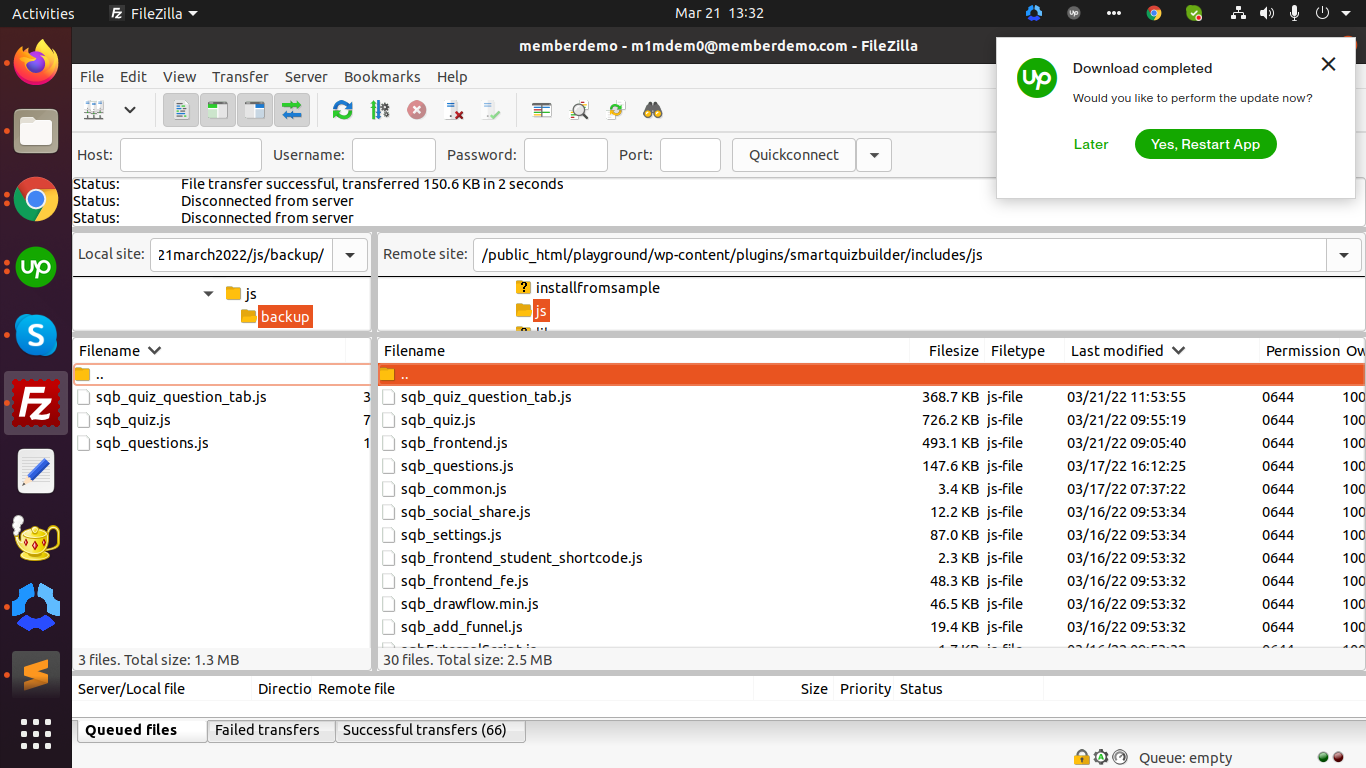 Activities FileZilla Mar 21 13:32
memberdemo - m1mdem0@memberdemo.com - FileZilla
File Edit View Transfer Server Bookmarks Help
up
Download completed
Would you like to perform the update now?
Later Yes, Restart App
Host: Username: Password: Port: Quickconnect
Status: File transfer successful, transferred 150.6 KB in 2 seconds
Status: Disconnected from server
Status: Disconnected from server
Local site: 21march2022/js/backup/ Remote site: /public_html/playground/wp-content/plugins/smartquizbuilder/includes/js
js
backup
installfromsample
js
Filename
..
sqb_quiz_question_tab.js 3
sqb_quiz.js 7
sqb_questions.js 1
3 files. Total size: 1.3 MB
Filename Filesize Filetype Last modified Permission Ow
..
sqb_quiz_question_tab.js 368.7 KB js-file 03/21/22 11:53:55 0644 100
sqb_quiz.js 726.2 KB js-file 03/21/22 09:55:19 0644 100
sqb_frontend.js 493.1 KB js-file 03/21/22 09:05:40 0644 100
sqb_questions.js 147.6 KB js-file 03/17/22 16:12:25 0644 100
sqb_common.js 3.4 KB js-file 03/17/22 07:37:22 0644 100
sqb_social_share.js 12.2 KB js-file 03/16/22 09:53:34 0644 100
sqb_settings.js 87.0 KB js-file 03/16/22 09:53:34 0644 100
sqb_frontend_student_shortcode.js 2.3 KB js-file 03/16/22 09:53:32 0644 100
sqb_frontend_fe.js 48.3 KB js-file 03/16/22 09:53:32 0644 100
sqb_drawflow.min.js 46.5 KB js-file 03/16/22 09:53:32 0644 100
sqb_add_funnel.js 19.4 KB js-file 03/16/22 09:53:32 0644 100
30 files. Total size: 2.5 MB
Server/Local file Directio Remote file Size Priority Status
Queued files Failed transfers Successful transfers (66)
Queue: empty